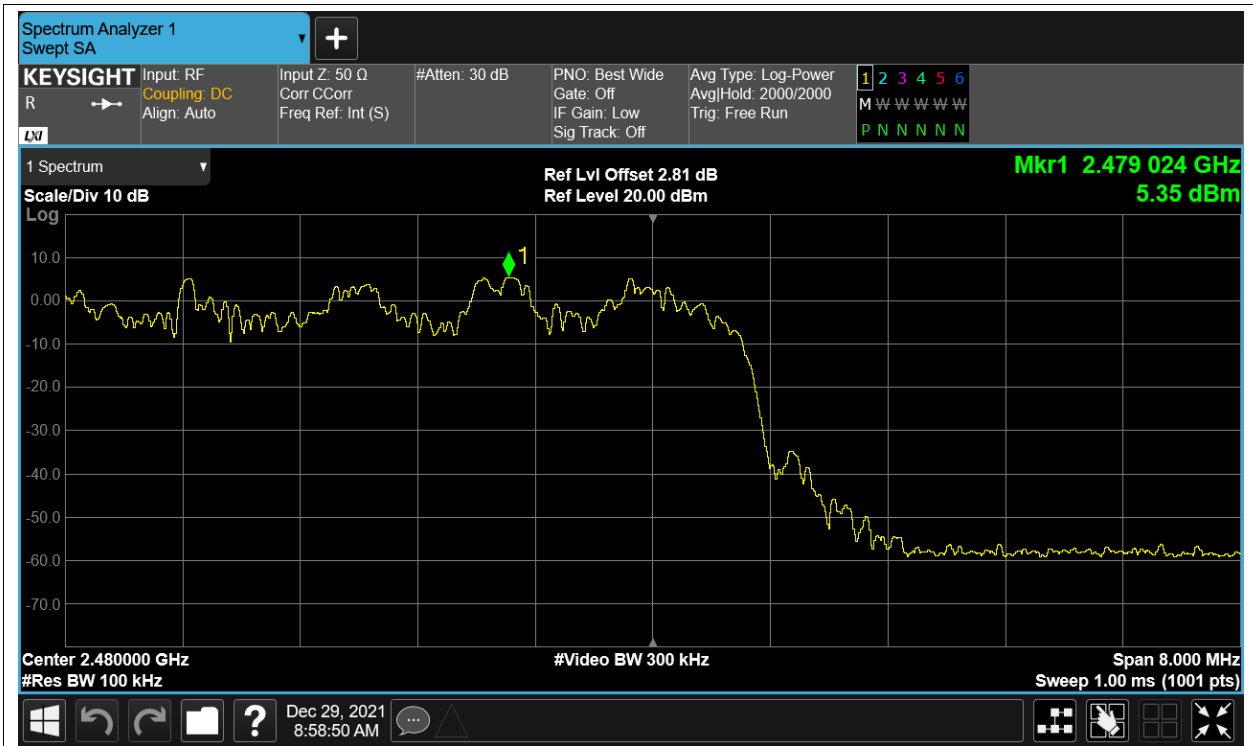 Spectrum Analyzer 1
Swept SA
KEYSIGHT
R
LXI
Input: RF
Coupling: DC
Align: Auto
Input Z: 50 Ω
Corr CCorr
Freq Ref: Int (S)
#Atten: 30 dB
PNO: Best Wide
Gate: Off
IF Gain: Low
Sig Track: Off
Avg Type: Log-Power
Avg|Hold: 2000/2000
Trig: Free Run
1 2 3 4 5 6
M W W W W W
P N N N N N
1 Spectrum
Scale/Div 10 dB
Log
Ref Lvl Offset 2.81 dB
Ref Level 20.00 dBm
Mkr1 2.479 024 GHz
5.35 dBm
1
10.0
0.00
-10.0
-20.0
-30.0
-40.0
-50.0
-60.0
-70.0
Center 2.480000 GHz
#Res BW 100 kHz
#Video BW 300 kHz
Span 8.000 MHz
Sweep 1.00 ms (1001 pts)
?
Dec 29, 2021
8:58:50 AM